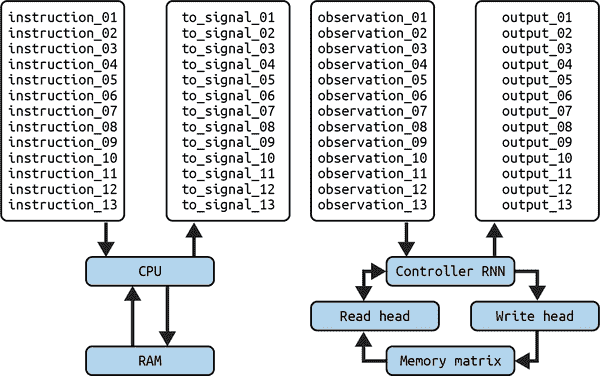 instruction_01
instruction_02
instruction_03
instruction_04
instruction_05
instruction_06
instruction_07
instruction_08
instruction_09
instruction_10
instruction_11
instruction_12
instruction_13
to_signal_01
to_signal_02
to_signal_03
to_signal_04
to_signal_05
to_signal_06
to_signal_07
to_signal_08
to_signal_09
to_signal_10
to_signal_11
to_signal_12
to_signal_13
CPU
RAM
observation_01
observation_02
observation_03
observation_04
observation_05
observation_06
observation_07
observation_08
observation_09
observation_10
observation_11
observation_12
observation_13
output_01
output_02
output_03
output_04
output_05
output_06
output_07
output_08
output_09
output_10
output_11
output_12
output_13
Controller RNN
Read head
Write head
Memory matrix